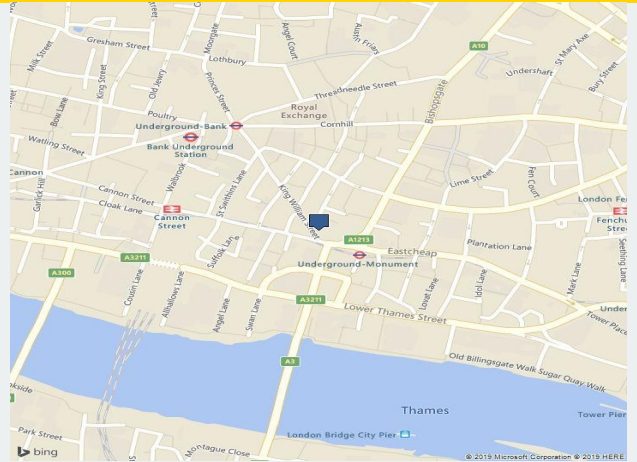 Gresham Street
Moorgate
Angel Court
Austin Friars
A10
St Mary Axe
Milk Street
King Street
Old Jewry
Lothbury
Princes Street
Threadneedle Street
Bishopsgate
Undershaft
Bury Street
Bow Lane
Poultry
Royal
Exchange
Underground-Bank
Cornhill
Watling Street
Bank Underground
Station
Cannon
Walbrook
Lime Street
Fen Court
Garlick Hill
Cannon Street
Cloak Lane
St Swithins Lane
King William Street
London Fe
Cannon
Street
Fenchu
Stree
Suffolk Lane
A1213
Eastcheap
Plantration Lane
Seething Lane
A3211
Underground-Monument
A300
Cousin Lane
Allhallows Lane
Angel Lane
Swan Lane
A3211
Lovat Lane
Idol Lane
Mark Lane
Lower Thames Street
Under
Tower Place
A3
Old Billingsgate Walk
Sugar Quay Walk
kside
Thames
Tower Pier
Park Street
London Bridge City Pier
bing
Montague Close
© 2019 Microsoft Corporation © 2019 HERE